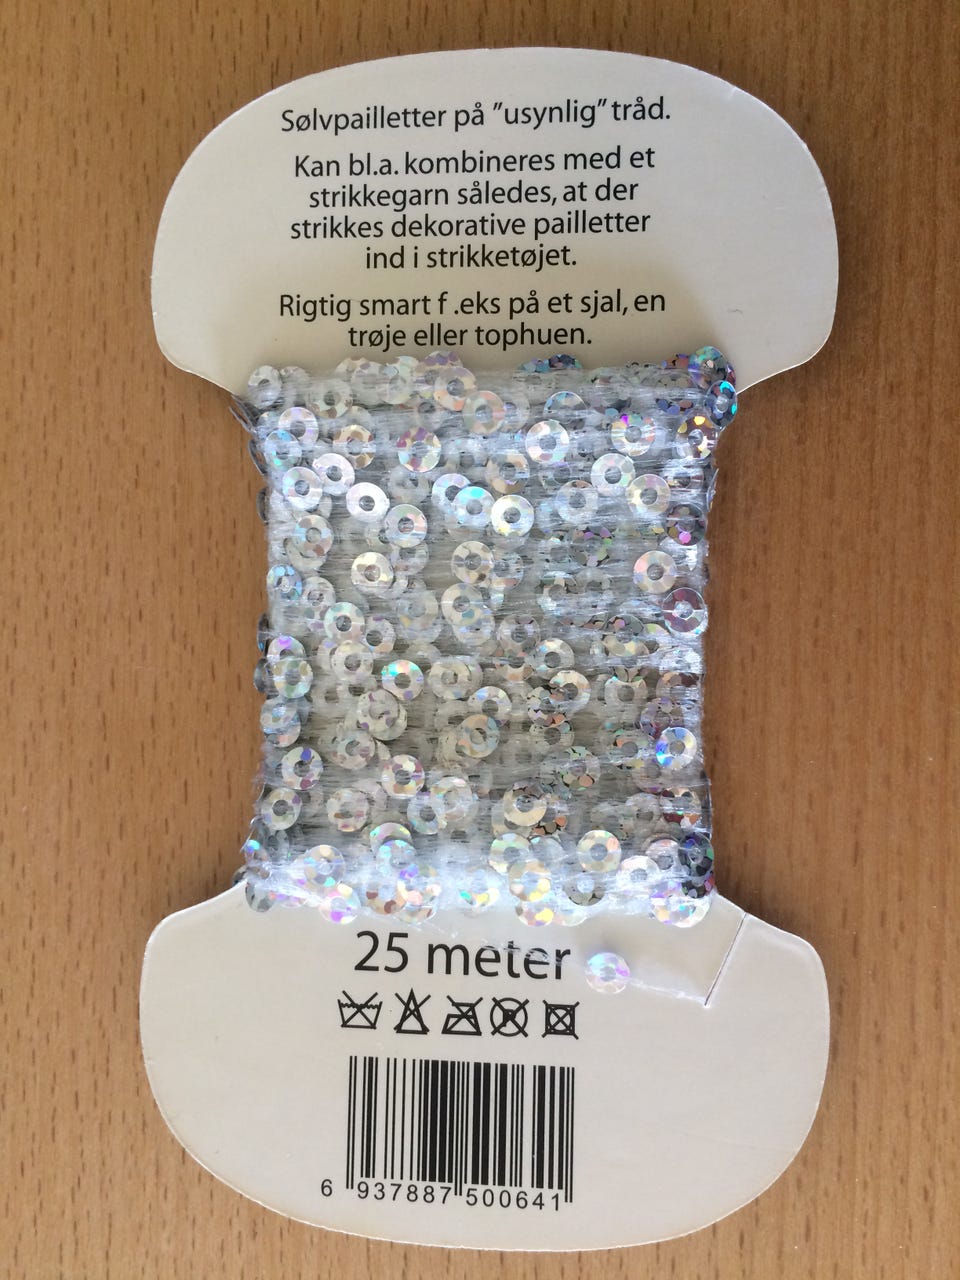 Sølvpailletter på ”usynlig” tråd.
Kan bl.a. kombineres med et
strikkegarn således, at der
strikkes dekorative pailletter
ind i strikketøjet.
Rigtig smart f .eks på et sjal, en
trøje eller tophuen.
25 meter
6 937887 500641